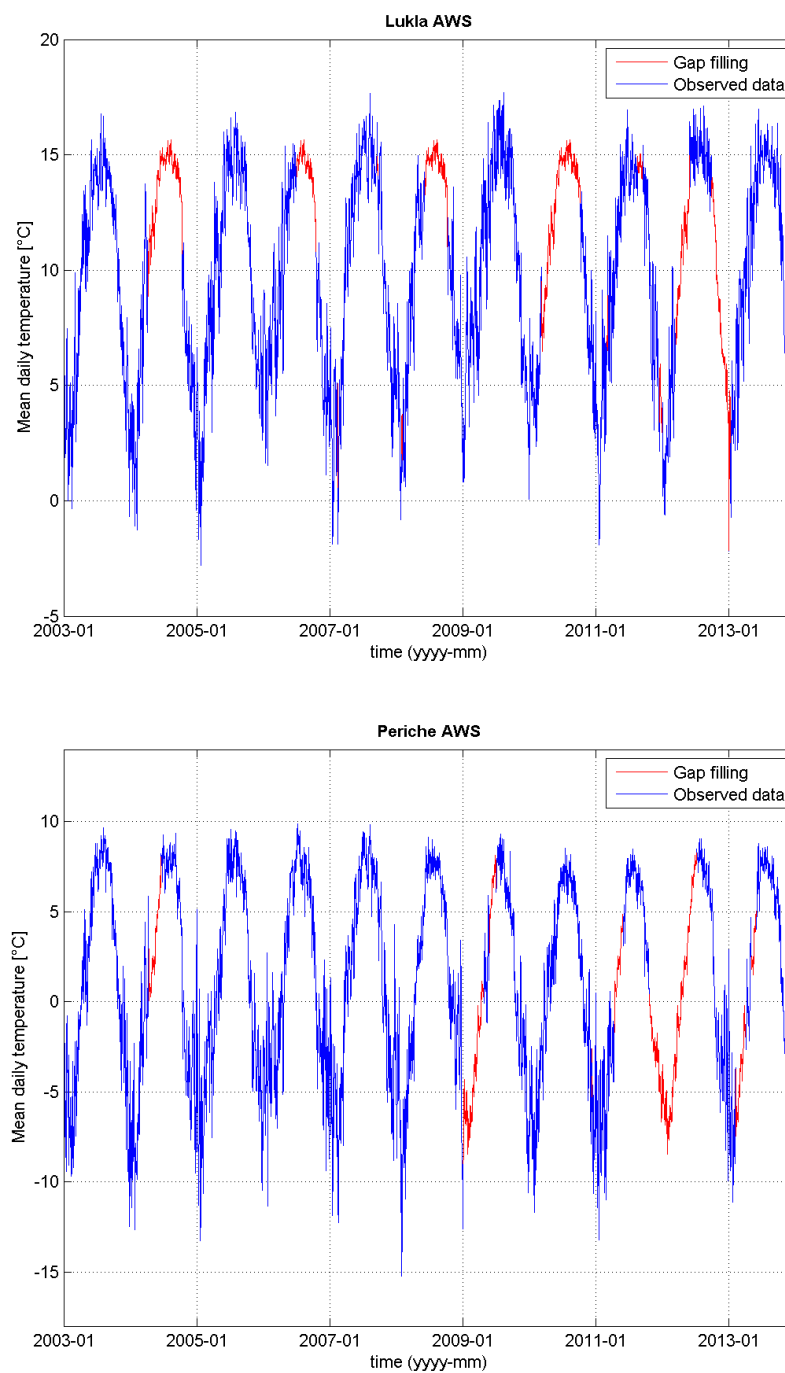 Lukla AWS
20
15
10
5
0
-5
Mean daily temperature [°C]
Gap filling
Observed data
2003-01 2005-01 2007-01 2009-01 2011-01 2013-01
time (yyyy-mm)
Periche AWS
10
5
0
-5
-10
-15
Mean daily temperature [°C]
Gap filling
Observed data
2003-01 2005-01 2007-01 2009-01 2011-01 2013-01
time (yyyy-mm)